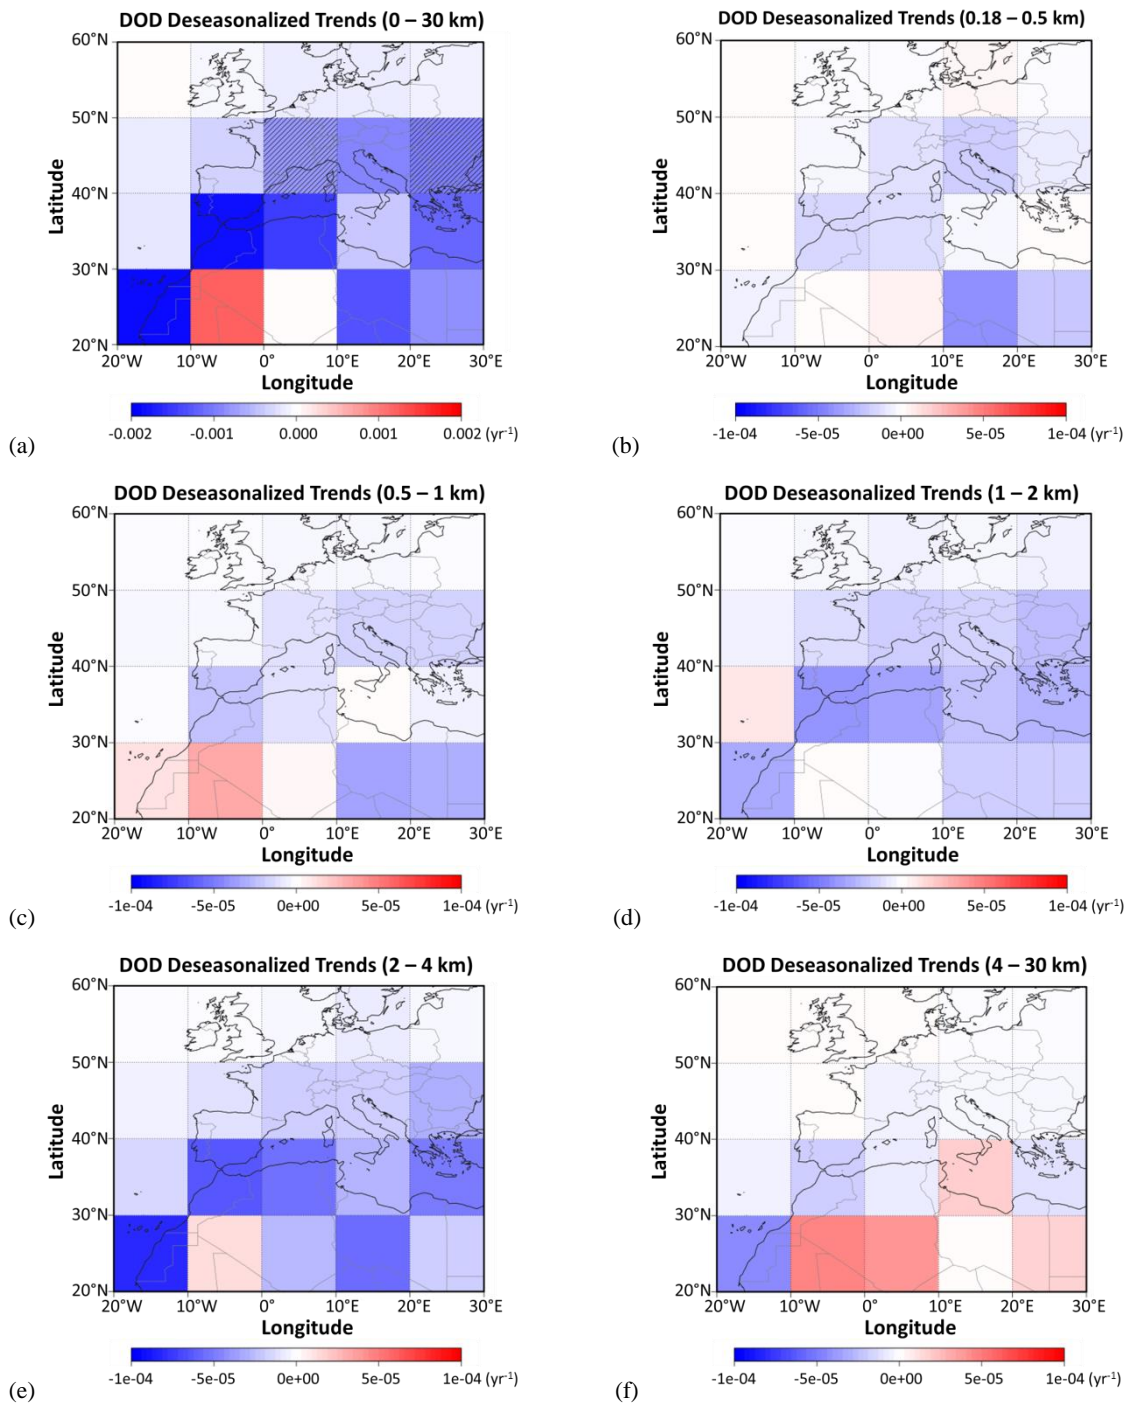 DOD Deseasonalized Trends (0 – 30 km)
60°N
50°N
40°N
30°N
20°N
Latitude
20°W 10°W 0° 10°E 20°E 30°E
Longitude
-0.002 -0.001 0.000 0.001 0.002 (yr-1)
(a)
DOD Deseasonalized Trends (0.18 – 0.5 km)
60°N
50°N
40°N
30°N
20°N
Latitude
20°W 10°W 0° 10°E 20°E 30°E
Longitude
-1e-04 -5e-05 0e+00 5e-05 1e-04 (yr-1)
(b)
DOD Deseasonalized Trends (0.5 – 1 km)
60°N
50°N
40°N
30°N
20°N
Latitude
20°W 10°W 0° 10°E 20°E 30°E
Longitude
-1e-04 -5e-05 0e+00 5e-05 1e-04 (yr-1)
(c)
DOD Deseasonalized Trends (1 – 2 km)
60°N
50°N
40°N
30°N
20°N
Latitude
20°W 10°W 0° 10°E 20°E 30°E
Longitude
-1e-04 -5e-05 0e+00 5e-05 1e-04 (yr-1)
(d)
DOD Deseasonalized Trends (2 – 4 km)
60°N
50°N
40°N
30°N
20°N
Latitude
20°W 10°W 0° 10°E 20°E 30°E
Longitude
-1e-04 -5e-05 0e+00 5e-05 1e-04 (yr-1)
(e)
DOD Deseasonalized Trends (4 – 30 km)
60°N
50°N
40°N
30°N
20°N
Latitude
20°W 10°W 0° 10°E 20°E 30°E
Longitude
-1e-04 -5e-05 0e+00 5e-05 1e-04 (yr-1)
(f)